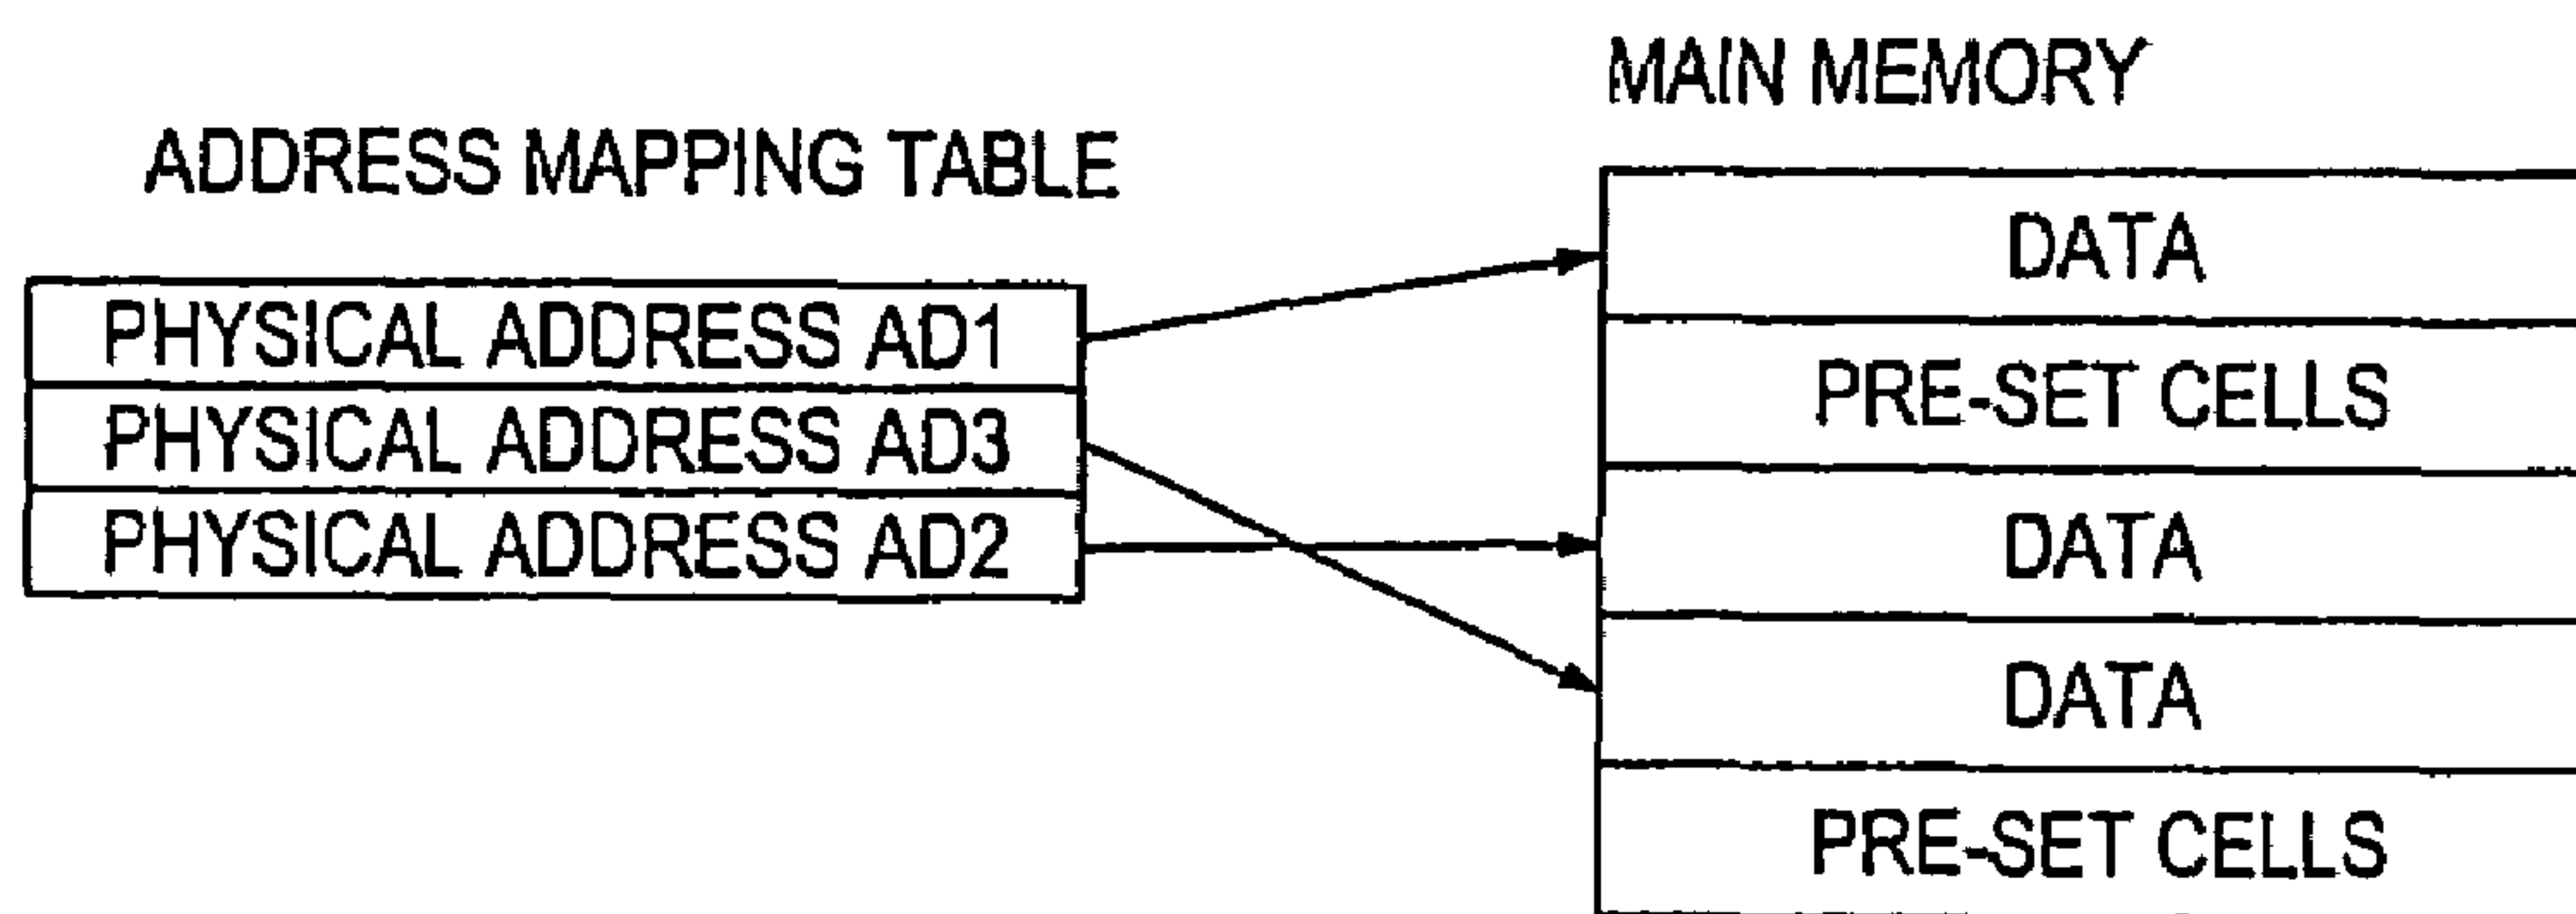 ADDRESS MAPPING TABLE
PHYSICAL ADDRESS AD1
PHYSICAL ADDRESS AD3
PHYSICAL ADDRESS AD2
MAIN MEMORY
DATA
PRE-SET CELLS
DATA
DATA
PRE-SET CELLS